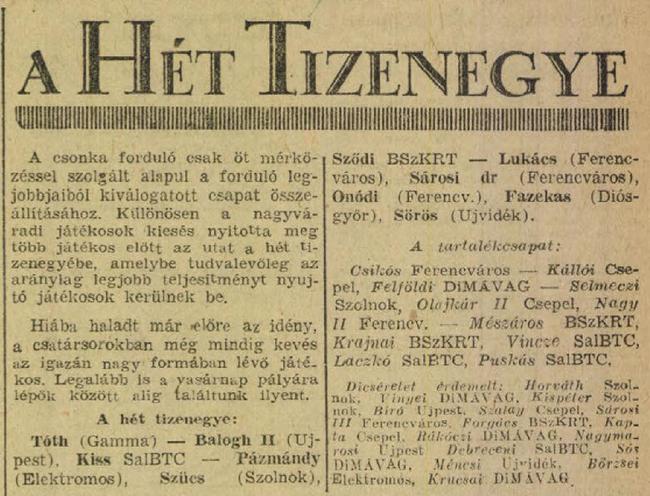 A HÉT TIZENEGYE
A csonka forduló csak öt mérkő-
zéssel szolgált alapul a forduló leg-
jobbjaiból kiválogatott csapat össze-
állításához. Különösen a nagyvá-
radi játékosok kiesés nyitotta meg
több játékos előtt az utat a hét ti-
zenegyébe, amelybe tudvalevőleg az
aránylag legjobb teljesítményt nyuj-
tó játékosok kerülnek be.
Hiába haladt már előre az idény,
a csatársorokban még mindig kevés
az igazán nagy formában lévő játé-
kos. Legalább is a vasárnap pályára
lépők között alig találtunk ilyent.
A hét tizenegye:
Tóth (Gamma) — Balogh II (Uj-
pest), Kiss SalBTC — Pázmándy
(Elektromos), Szücs (Szolnok),
Sződi BSzKRT — Lukács (Ferenc-
város), Sárosi dr (Ferencváros),
Onódi (Ferencv.), Fazekas (Diós-
győr), Sörös (Ujvidék).
A tartalékcsapat:
Csikós Ferencváros — Kállói Cse-
pel, Felföldi DiMÁVAG — Selmeczi
Szolnok, Olajkár II Csepel, Nagy
II Ferencv. — Mészáros BSzKRT,
Krajnai BSzKRT, Vincze SalBTC,
Laczkó SalBTC, Puskás SalBTC.
Dicséretet érdemelt: Horváth Szol-
nok, Vinyei DiMÁVAG, Kispéter Szol-
nok, Biró Ujpest, Szalay Csepel, Sárosi
III Ferencváros, Forgács BSzKRT, Kap-
ta Csepel, Rákóczi DiMÁVAG, Nagyma-
rosi Ujpest Debreceni SalBTC, Sós
DiMÁVAG, Méncsi Ujvidék, Börzsei
Elektromos, Krucsai DiMÁVAG.